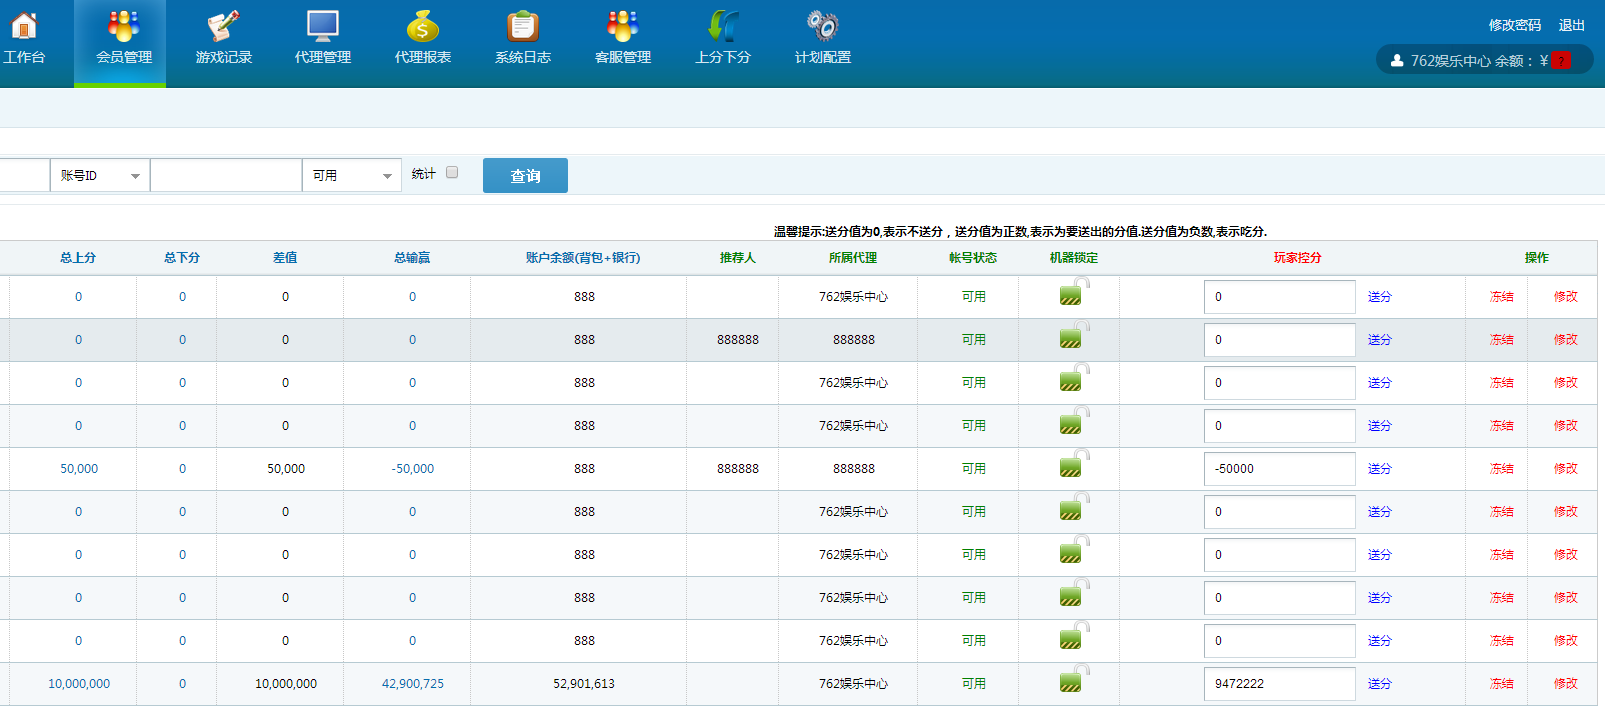 修改密码 退出
工作台 会员管理 游戏记录 代理管理 代理报表 系统日志 客服管理 上分下分 计划配置
762娱乐中心 余额：¥ ?
账号ID 可用 统计 查询
温馨提示:送分值为0,表示不送分，送分值为正数,表示为要送出的分值.送分值为负数,表示吃分.
总上分 总下分 差值 总输赢 账户余额(背包+银行) 推荐人 所属代理 帐号状态 机器锁定 玩家控分 操作
0 0 0 0 888 762娱乐中心 可用 0 送分 冻结 修改
0 0 0 0 888 888888 888888 可用 0 送分 冻结 修改
0 0 0 0 888 762娱乐中心 可用 0 送分 冻结 修改
0 0 0 0 888 762娱乐中心 可用 0 送分 冻结 修改
50,000 0 50,000 -50,000 888 888888 888888 可用 -50000 送分 冻结 修改
0 0 0 0 888 762娱乐中心 可用 0 送分 冻结 修改
0 0 0 0 888 762娱乐中心 可用 0 送分 冻结 修改
0 0 0 0 888 762娱乐中心 可用 0 送分 冻结 修改
0 0 0 0 888 762娱乐中心 可用 0 送分 冻结 修改
10,000,000 0 10,000,000 42,900,725 52,901,613 762娱乐中心 可用 9472222 送分 冻结 修改